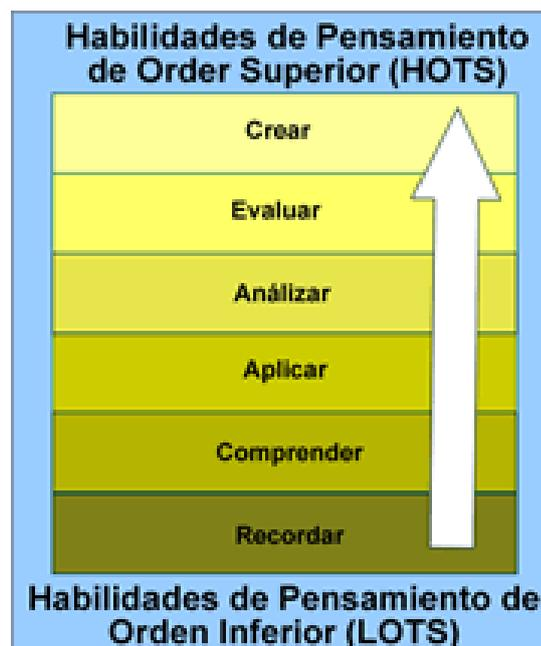 Habilidades de Pensamiento
de Order Superior (HOTS)
Crear
Evaluar
Análizar
Aplicar
Comprender
Recordar
Habilidades de Pensamiento de
Orden Inferior (LOTS)